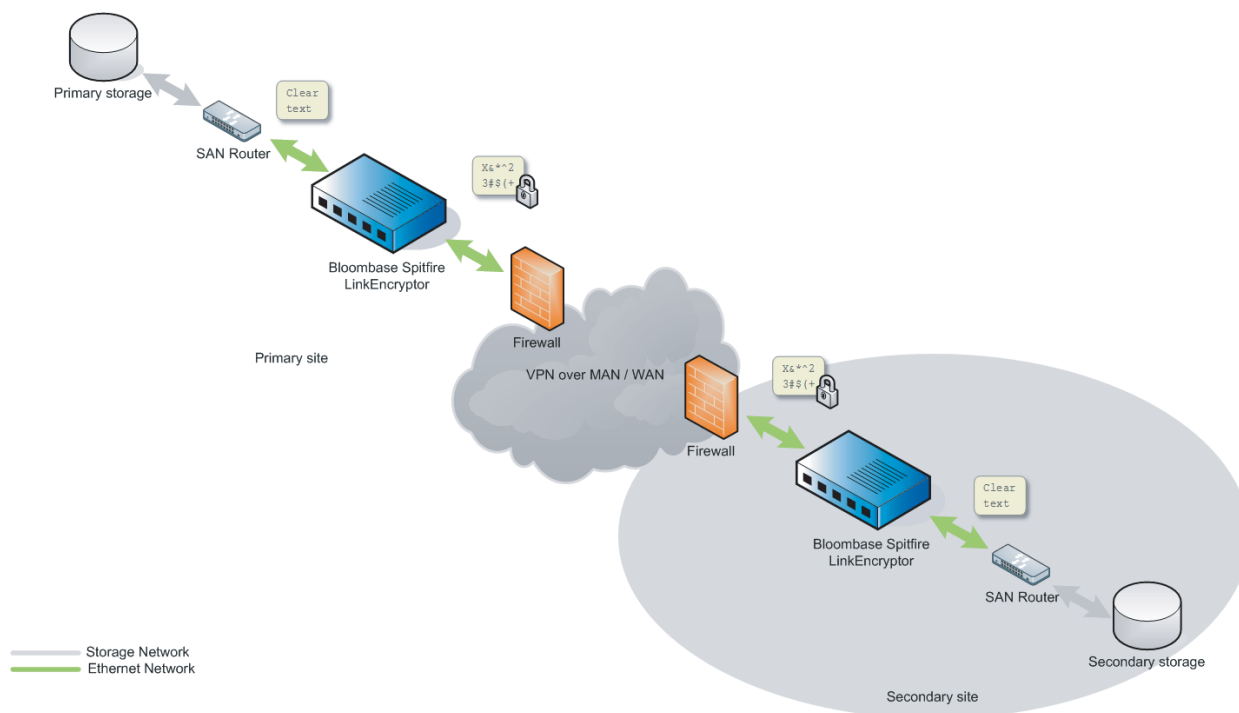 Primary storage
Clear
text
SAN Router
X&*^2
3#$(+
Bloombase Spitfire
LinkEncryptor
Firewall
Primary site
VPN over MAN / WAN
X&*^2
3#$(+
Firewall
Clear
text
Bloombase Spitfire
LinkEncryptor
SAN Router
Secondary storage
Storage Network
Ethernet Network
Secondary site